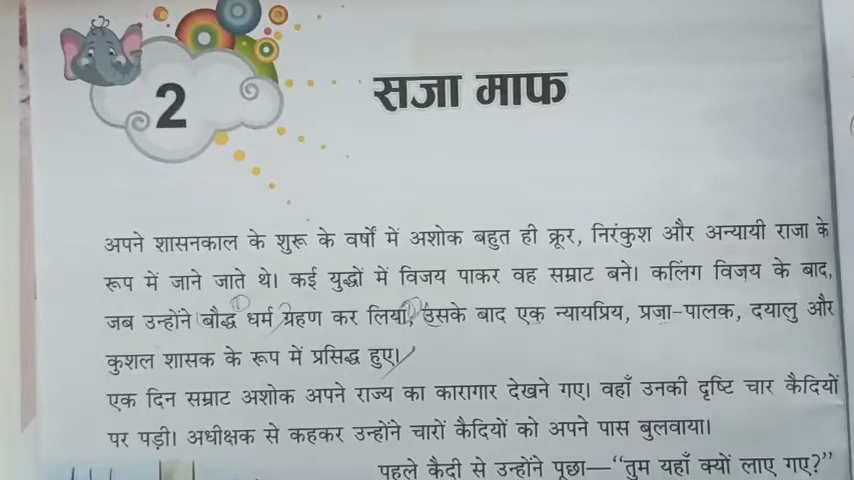 2
सजा माफ
अपने शासनकाल के शुरू के वर्षों में अशोक बहुत ही क्रूर, निरंकुश और अन्यायी राजा के
रूप में जाने जाते थे। कई युद्धों में विजय पाकर वह सम्राट बने। कलिंग विजय के बाद,
जब उन्होंने बौद्ध धर्म ग्रहण कर लिया, उसके बाद एक न्यायप्रिय, प्रजा-पालक, दयालु और
कुशल शासक के रूप में प्रसिद्ध हुए।
एक दिन सम्राट अशोक अपने राज्य का कारागार देखने गए। वहाँ उनकी दृष्टि चार कैदियों
पर पड़ी। अधीक्षक से कहकर उन्होंने चारों कैदियों को अपने पास बुलवाया।
पहले कैदी से उन्होंने पूछा—“तुम यहाँ क्यों लाए गए?”